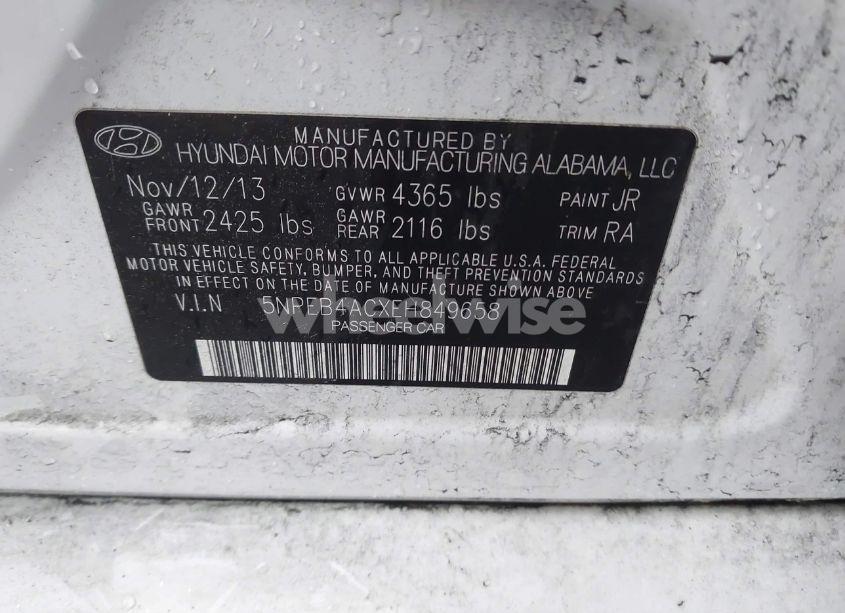 MANUFACTURED BY
HYUNDAI MOTOR MANUFACTURING ALABAMA, LLC
Nov/12/13 GVWR 4365 lbs PAINT JR
GAWR FRONT 2425 lbs GAWR REAR 2116 lbs TRIM RA
THIS VEHICLE CONFORMS TO ALL APPLICABLE U.S.A. FEDERAL
MOTOR VEHICLE SAFETY, BUMPER, AND THEFT PREVENTION STANDARDS
IN EFFECT ON THE DATE OF MANUFACTURE SHOWN ABOVE
V.I.N 5NPEB4ACXEH849658
wheelwise
PASSENGER CAR